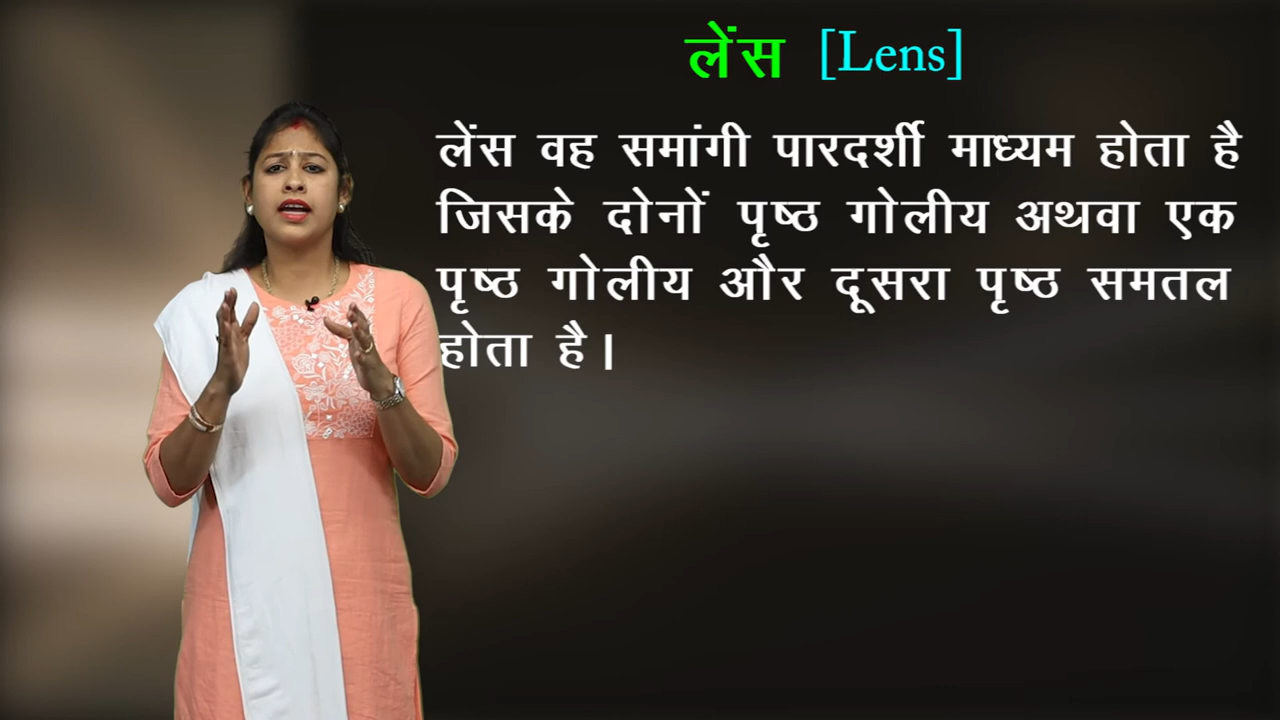 लेंस [Lens]
लेंस वह समांगी पारदर्शी माध्यम होता है
जिसके दोनों पृष्ठ गोलीय अथवा एक
पृष्ठ गोलीय और दूसरा पृष्ठ समतल
होता है।